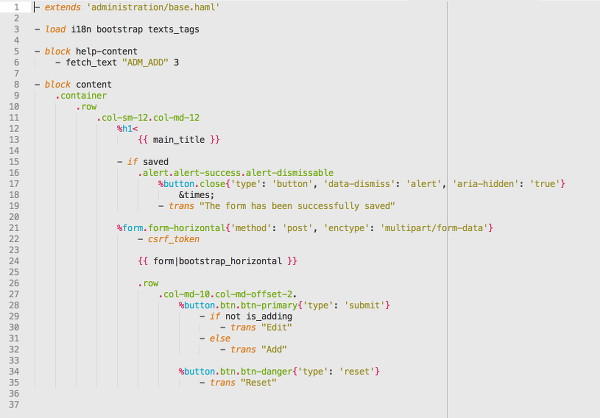 1 - extends 'administration/base.haml'
2
3 - load i18n bootstrap texts_tags
4
5 - block help-content
6 - fetch_text "ADM_ADD" 3
7
8 - block content
9 .container
10 .row
11 .col-sm-12.col-md-12
12 %h1<
13 {{ main_title }}
14
15 - if saved
16 .alert.alert-success.alert-dismissable
17 %button.close{'type': 'button', 'data-dismiss': 'alert', 'aria-hidden': 'true'}
18 &times;
19 - trans "The form has been successfully saved"
20
21 %form.form-horizontal{'method': 'post', 'enctype': 'multipart/form-data'}
22 - csrf_token
23
24 {{ form|bootstrap_horizontal }}
25
26 .row
27 .col-md-10.col-md-offset-2.
28 %button.btn.btn-primary{'type': 'submit'}
29 - if not is_adding
30 - trans "Edit"
31 - else
32 - trans "Add"
33
34 %button.btn.btn-danger{'type': 'reset'}
35 - trans "Reset"
36
37